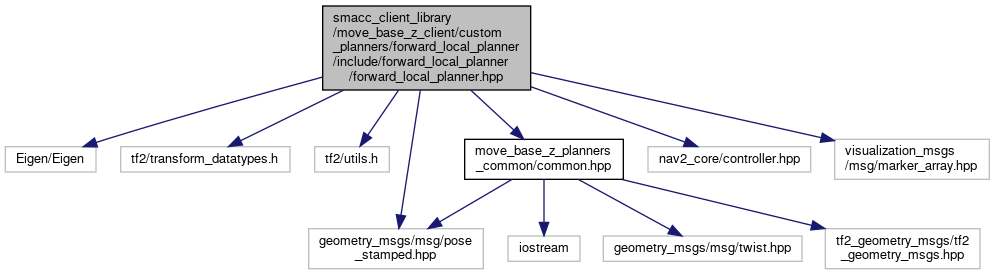 smacc_client_library
/move_base_z_client/custom
_planners/forward_local_planner
/include/forward_local_planner
/forward_local_planner.hpp
Eigen/Eigen
tf2/transform_datatypes.h
tf2/utils.h
move_base_z_planners
_common/common.hpp
nav2_core/controller.hpp
visualization_msgs
/msg/marker_array.hpp
geometry_msgs/msg/pose
_stamped.hpp
iostream
geometry_msgs/msg/twist.hpp
tf2_geometry_msgs/tf2
_geometry_msgs.hpp